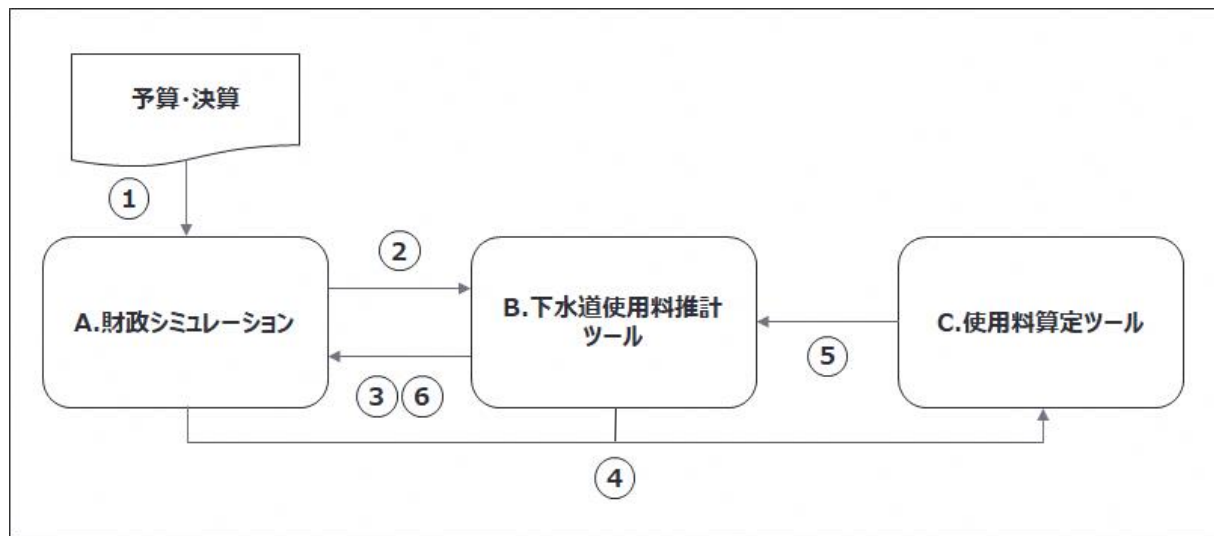 予算・決算
①
②
A.財政シミュレーション
B.下水道使用料推計
ツール
C.使用料算定ツール
⑤
③⑥
④